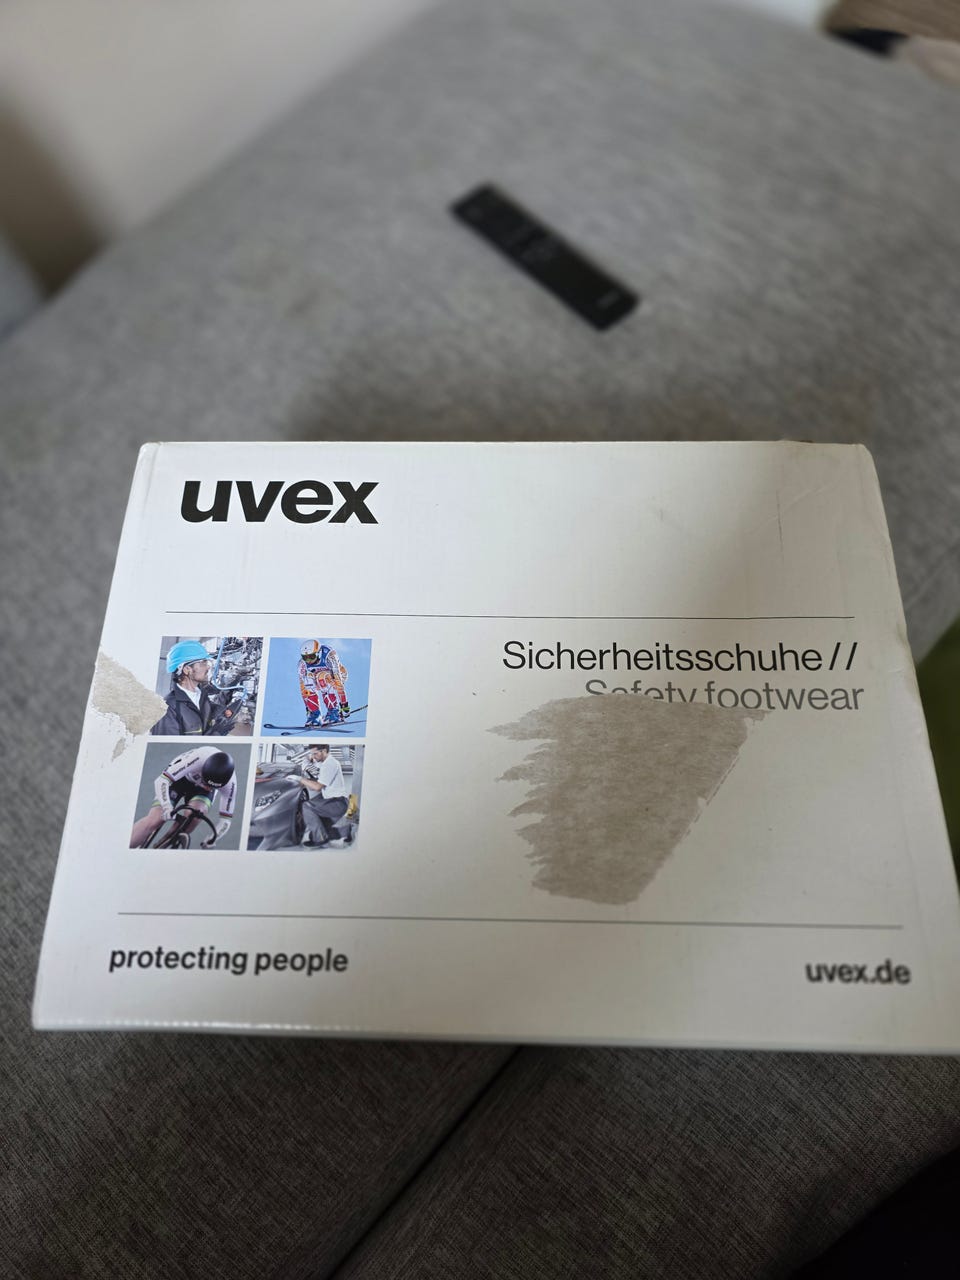 uvex
Sicherheitsschuhe //
Safety footwear
protecting people
uvex.de